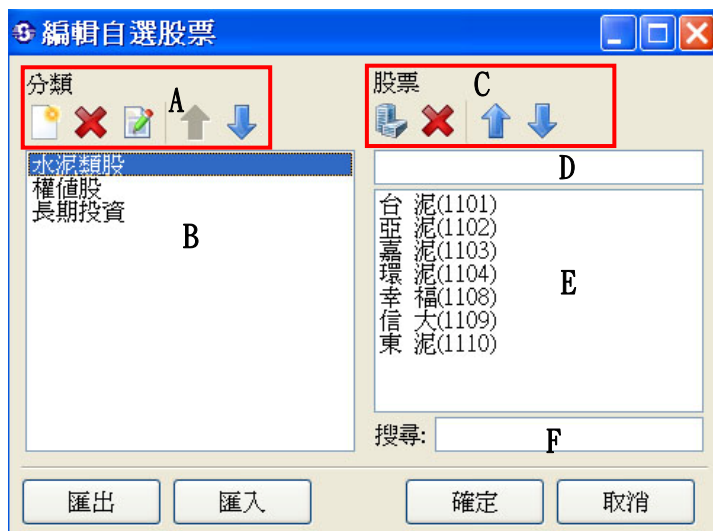 編輯自選股票
分類
A
股票
C
水泥類股
權值股
長期投資
B
D
台 泥(1101)
亞 泥(1102)
嘉 泥(1103)
環 泥(1104)
幸 福(1108)
信 大(1109)
東 泥(1110)
E
搜尋:
F
匯出
匯入
確定
取消